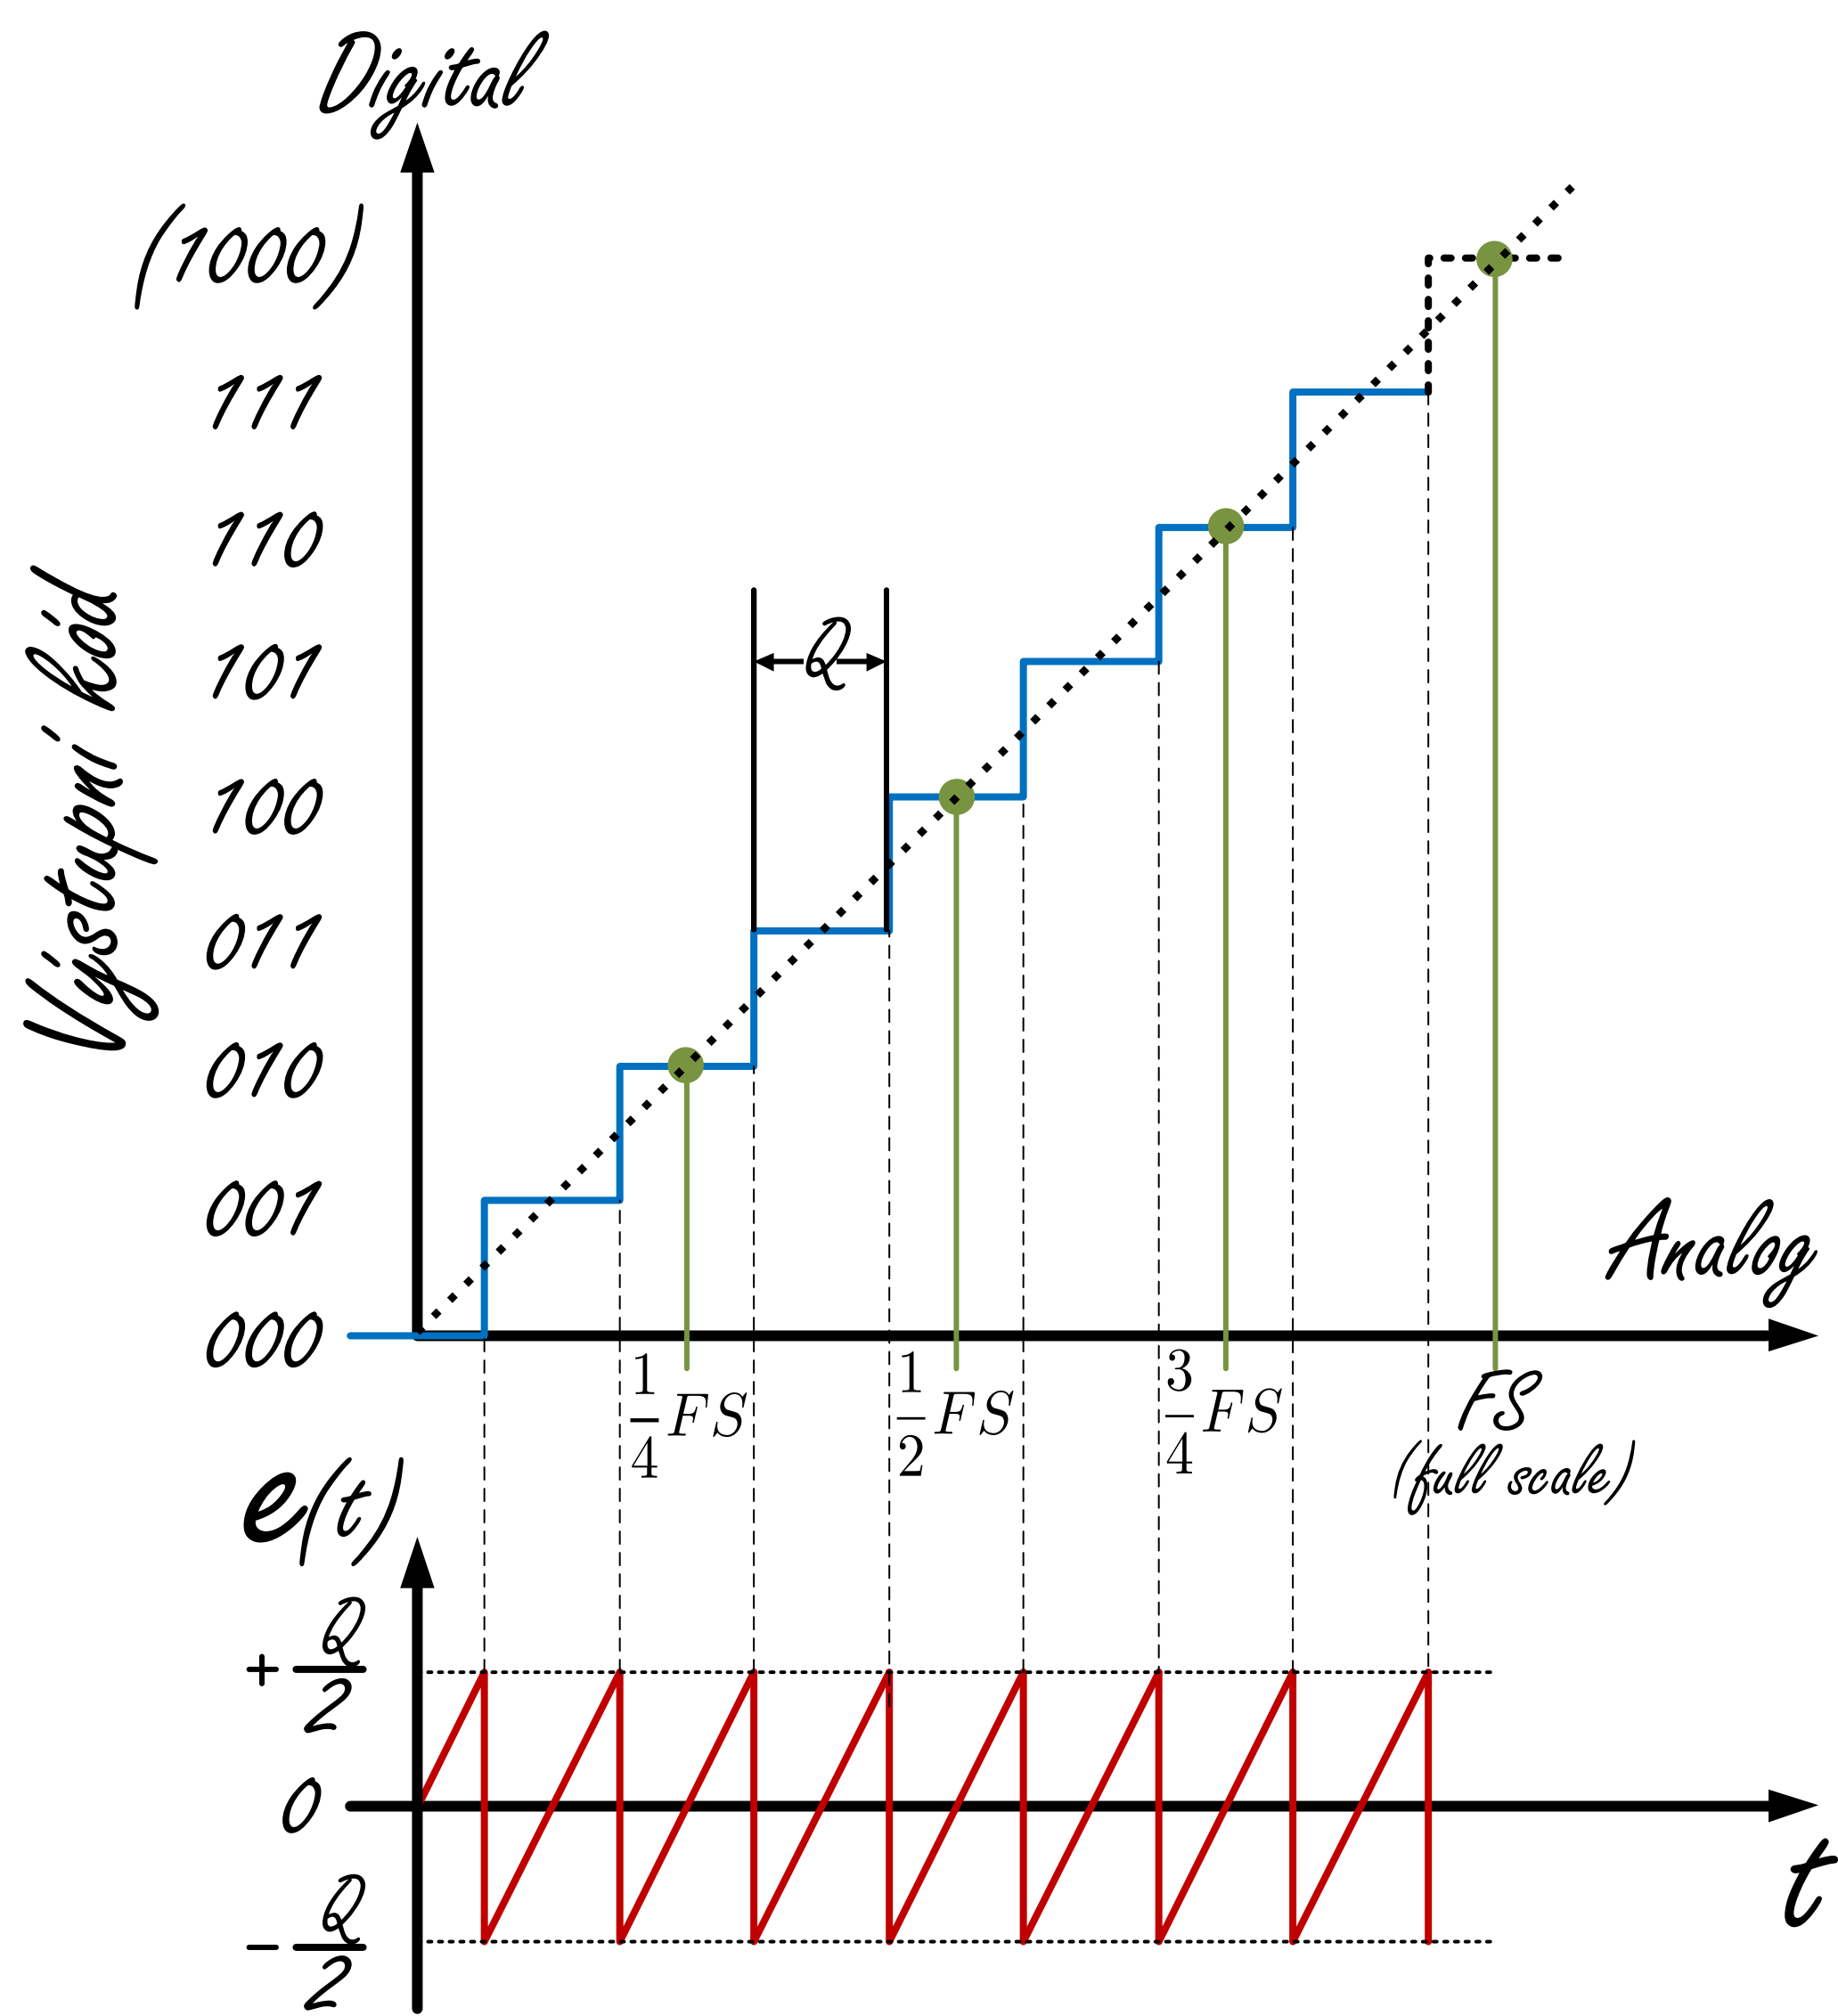 Digital
(1000)
111
110
101
100
011
010
001
000
Výstupní kód
Q
Analog
1/4 FS
1/2 FS
3/4 FS
FS
(full scale)
e(t)
+ Q/2
0
- Q/2
t